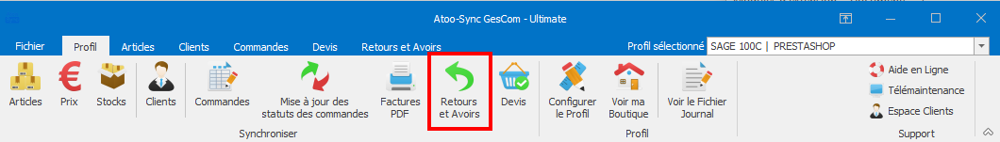 Atoo-Sync GesCom - Ultimate
Fichier Profil Articles Clients Commandes Devis Retours et Avoirs Profil sélectionné SAGE 100C | PRESTASHOP
Articles Prix Stocks Clients Commandes Mise à jour des statuts des commandes Factures PDF Retours et Avoirs Devis Configurer le Profil Voir ma Boutique Voir le Fichier Journal
Aide en Ligne
Télémaintenance
Espace Clients
Synchroniser Profil Support